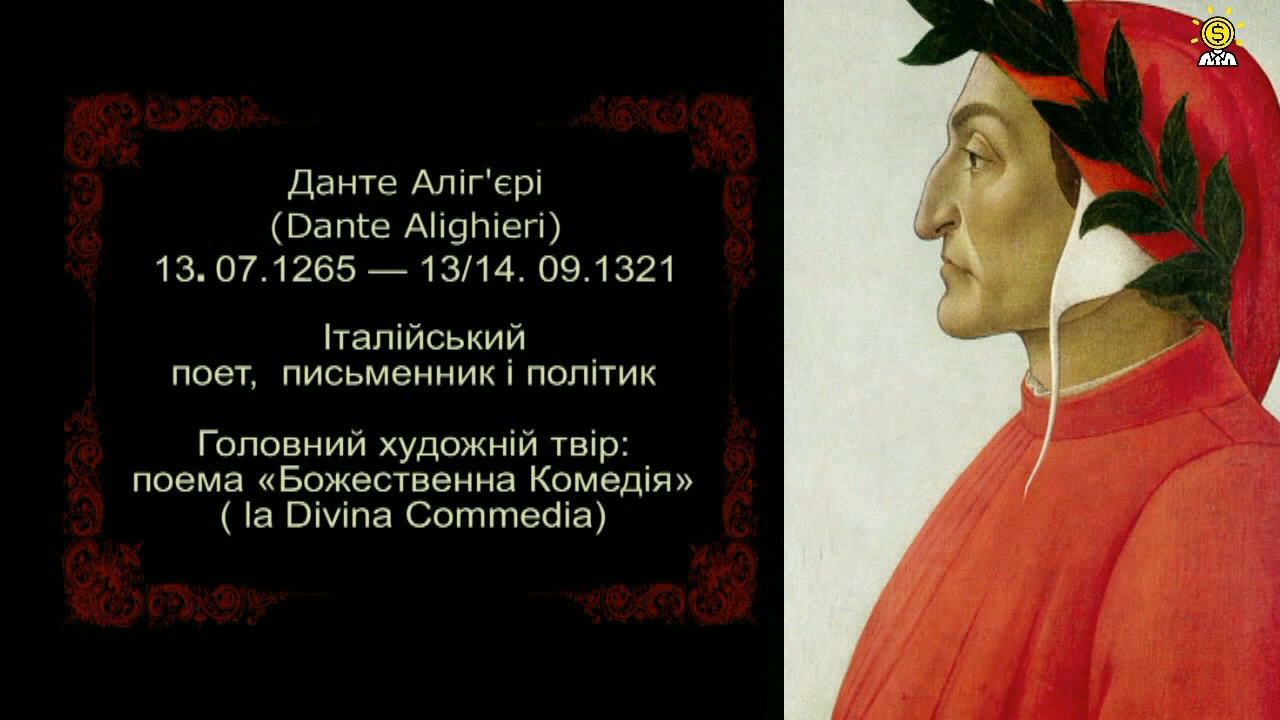 Данте Аліг'єрі
(Dante Alighieri)
13. 07.1265 — 13/14. 09.1321
Італійський
поет, письменник і політик
Головний художній твір:
поема «Божественна Комедія»
( la Divina Commedia)
$